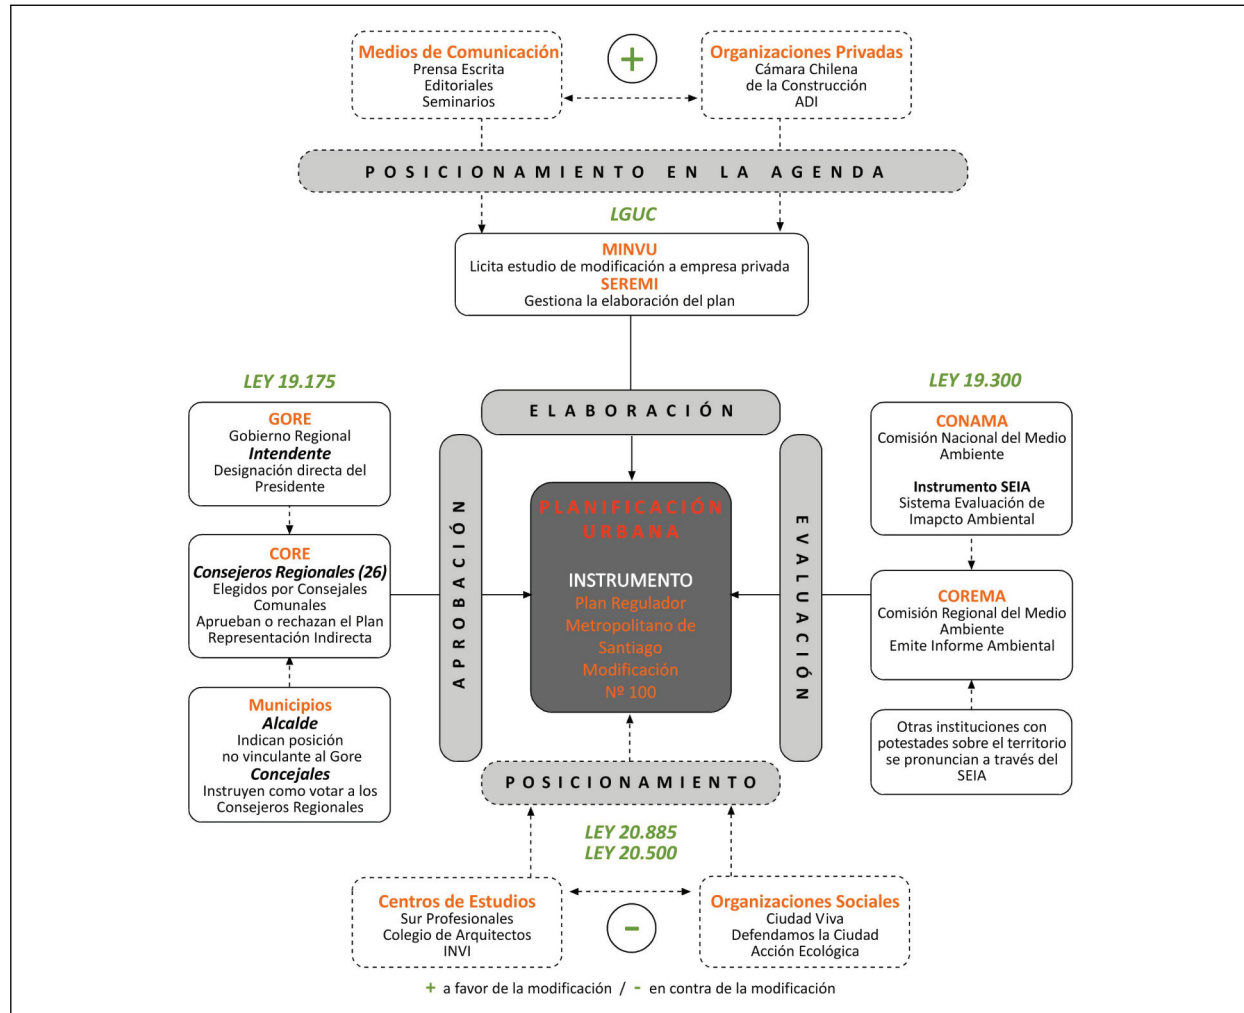 Medios de Comunicación
Prensa Escrita
Editoriales
Seminarios
+
Organizaciones Privadas
Cámara Chilena
de la Construcción
ADI
POSICIONAMIENTO EN LA AGENDA
LGUC
MINVU
Licita estudio de modificación a empresa privada
SEREMI
Gestiona la elaboración del plan
LEY 19.175
GORE
Gobierno Regional
Intendente
Designación directa del
Presidente
CORE
Consejeros Regionales (26)
Elegidos por Consejales
Comunales
Aprueban o rechazan el Plan
Representación Indirecta
Municipios
Alcalde
Indican posición
no vinculante al Gore
Concejales
Instruyen como votar a los
Consejeros Regionales
APROBACIÓN
ELABORACIÓN
PLANIFICACIÓN
URBANA
INSTRUMENTO
Plan Regulador
Metropolitano de
Santiago
Modificación
Nº 100
EVALUACIÓN
LEY 19.300
CONAMA
Comisión Nacional del Medio
Ambiente
Instrumento SEIA
Sistema Evaluación de
Imapcto Ambiental
COREMA
Comisión Regional del Medio
Ambiente
Emite Informe Ambiental
Otras instituciones con
potestades sobre el territorio
se pronuncian a través del
SEIA
POSICIONAMIENTO
LEY 20.885
LEY 20.500
Centros de Estudios
Sur Profesionales
Colegio de Arquitectos
INVI
-
Organizaciones Sociales
Ciudad Viva
Defendamos la Ciudad
Acción Ecológica
+ a favor de la modificación / - en contra de la modificación